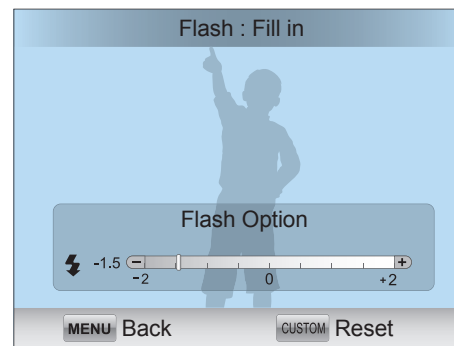 Flash : Fill in
Flash Option
-1.5 − +
-2 0 +2
MENU Back CUSTOM Reset